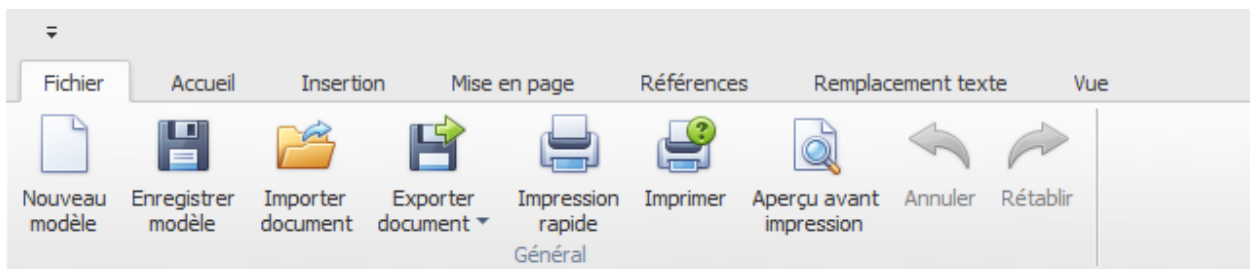 Fichier Accueil Insertion Mise en page Références Remplacement texte Vue
Nouveau modèle
Enregistrer modèle
Importer document
Exporter document
Impression rapide
Imprimer
Aperçu avant impression
Annuler
Rétablir
Général